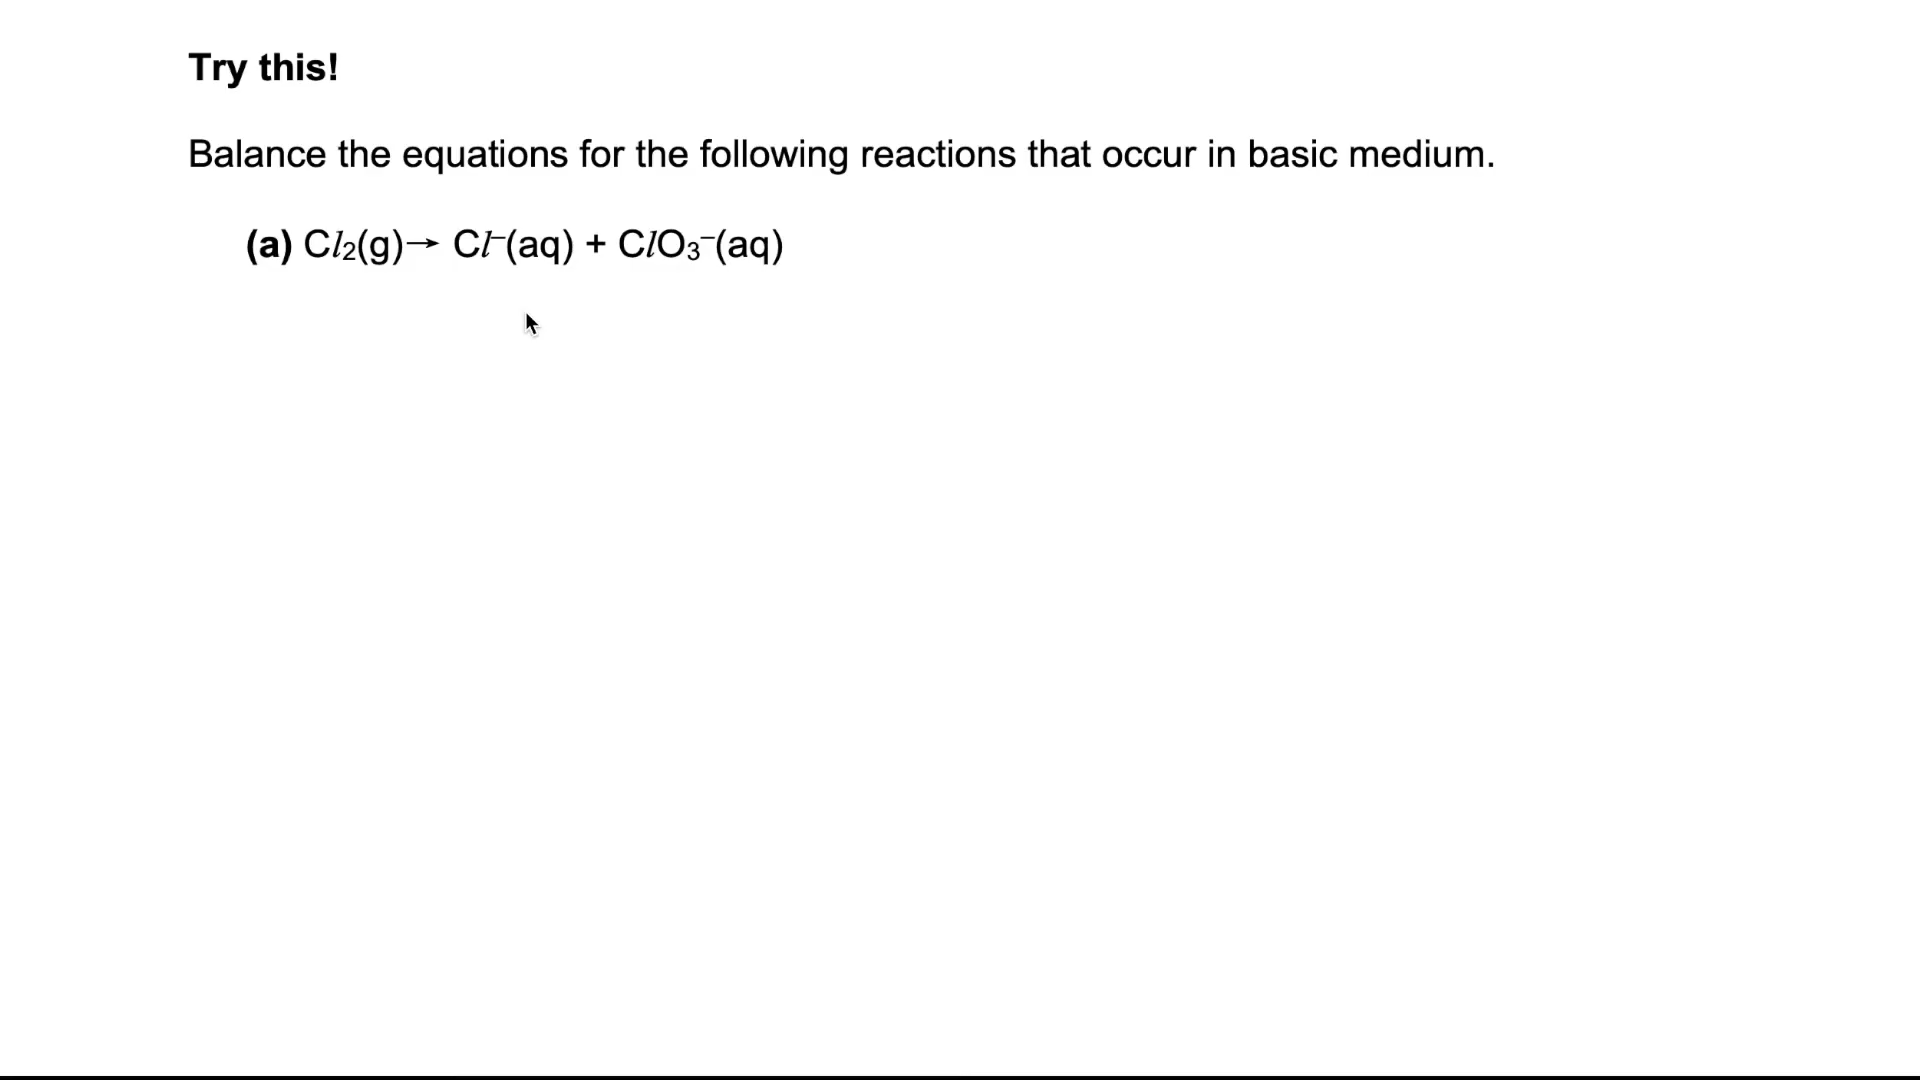 Try this!
Balance the equations for the following reactions that occur in basic medium.
(a) Cl₂(g)→ Cl⁻(aq) + ClO₃⁻(aq)